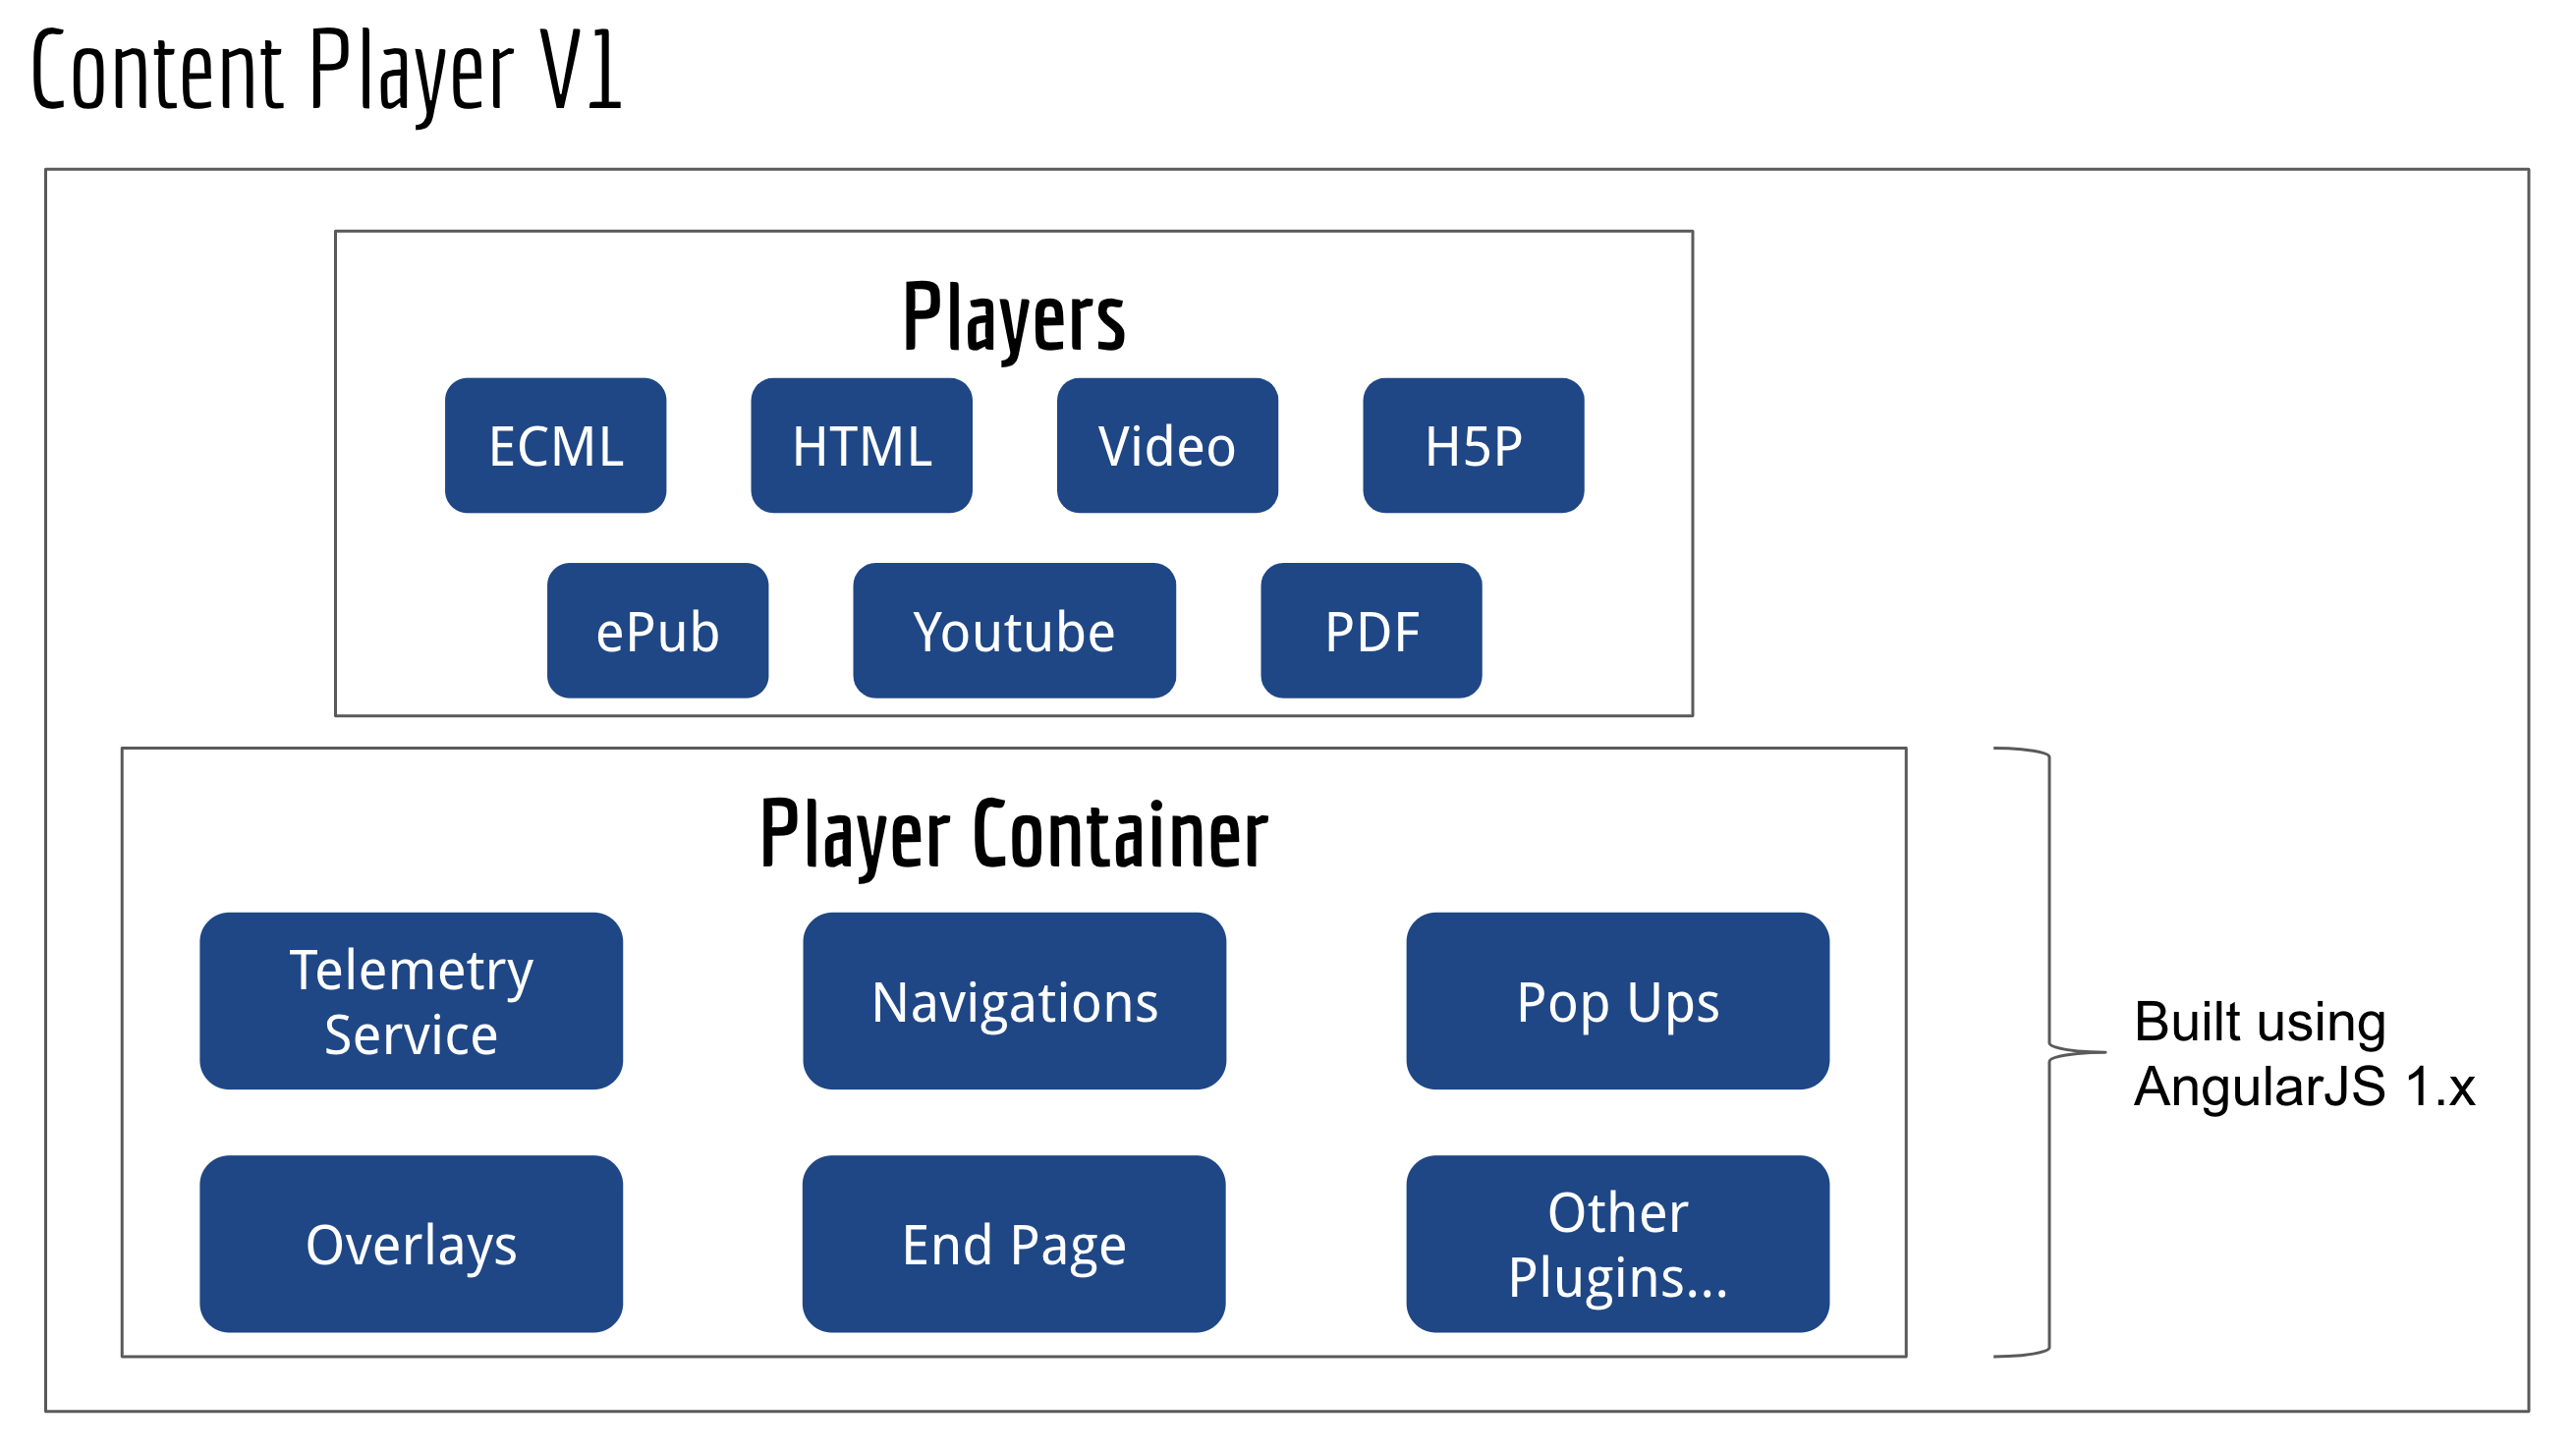 Content Player V1
Players
ECML
HTML
Video
H5P
ePub
Youtube
PDF
Player Container
Telemetry
Service
Navigations
Pop Ups
Overlays
End Page
Other
Plugins...
Built using
AngularJS 1.x